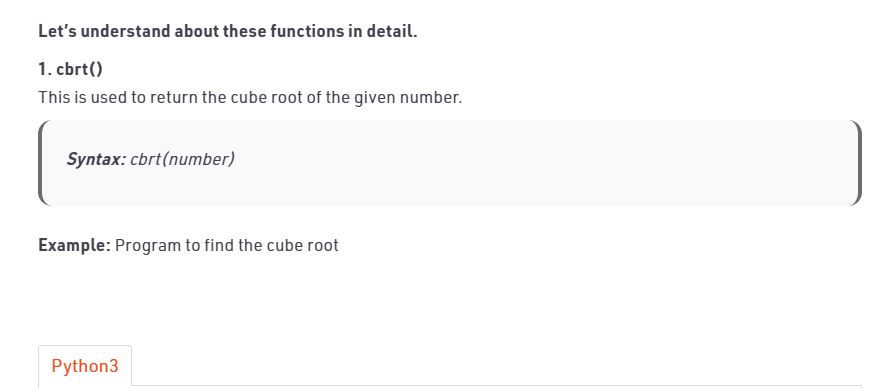 Let's understand about these functions in detail.
1. cbrt()
This is used to return the cube root of the given number.
Syntax: cbrt(number)
Example: Program to find the cube root
Python3